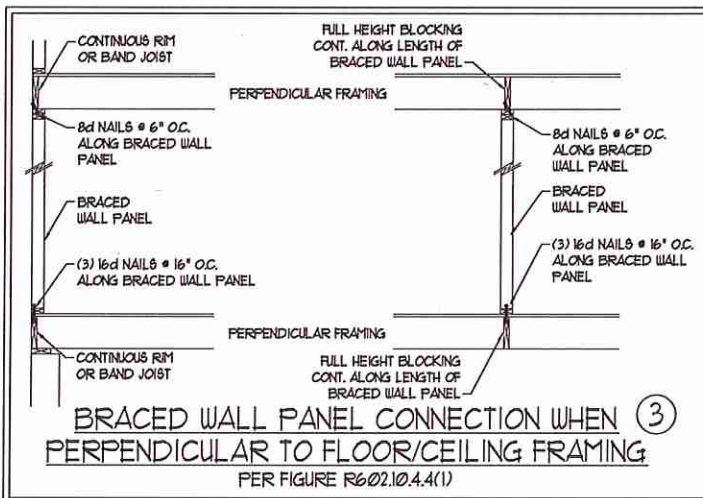 CONTINUOUS RIM
OR BAND JOIST
FULL HEIGHT BLOCKING
CONT. ALONG LENGTH OF
BRACED WALL PANEL
PERPENDICULAR FRAMING
8d NAILS @ 6" O.C.
ALONG BRACED WALL
PANEL
8d NAILS @ 6" O.C.
ALONG BRACED WALL
PANEL
BRACED
WALL PANEL
BRACED
WALL PANEL
(3) 16d NAILS @ 16" O.C.
ALONG BRACED WALL PANEL
(3) 16d NAILS @ 16" O.C.
ALONG BRACED WALL
PANEL
PERPENDICULAR FRAMING
CONTINUOUS RIM
OR BAND JOIST
FULL HEIGHT BLOCKING
CONT. ALONG LENGTH OF
BRACED WALL PANEL
BRACED WALL PANEL CONNECTION WHEN 3
PERPENDICULAR TO FLOOR/CEILING FRAMING
PER FIGURE R602.10.4.4(1)